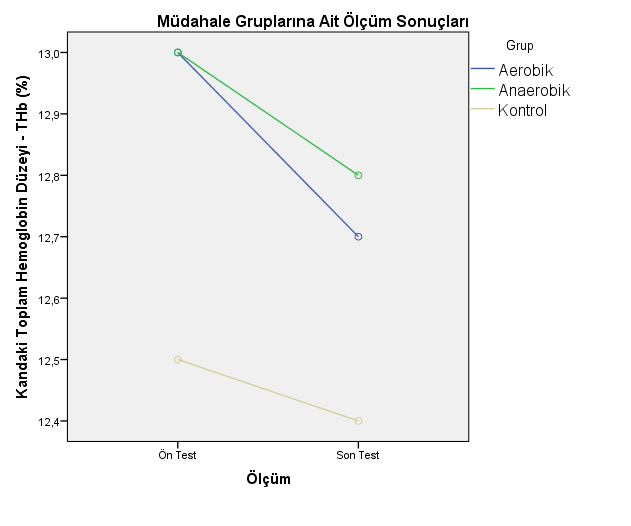 Müdahale Gruplarına Ait Ölçüm Sonuçları
Kandaki Toplam Hemoglobin Düzeyi - THb (%)
13,0
12,9
12,8
12,7
12,6
12,5
12,4
Ön Test
Son Test
Ölçüm
Grup
Aerobik
Anaerobik
Kontrol